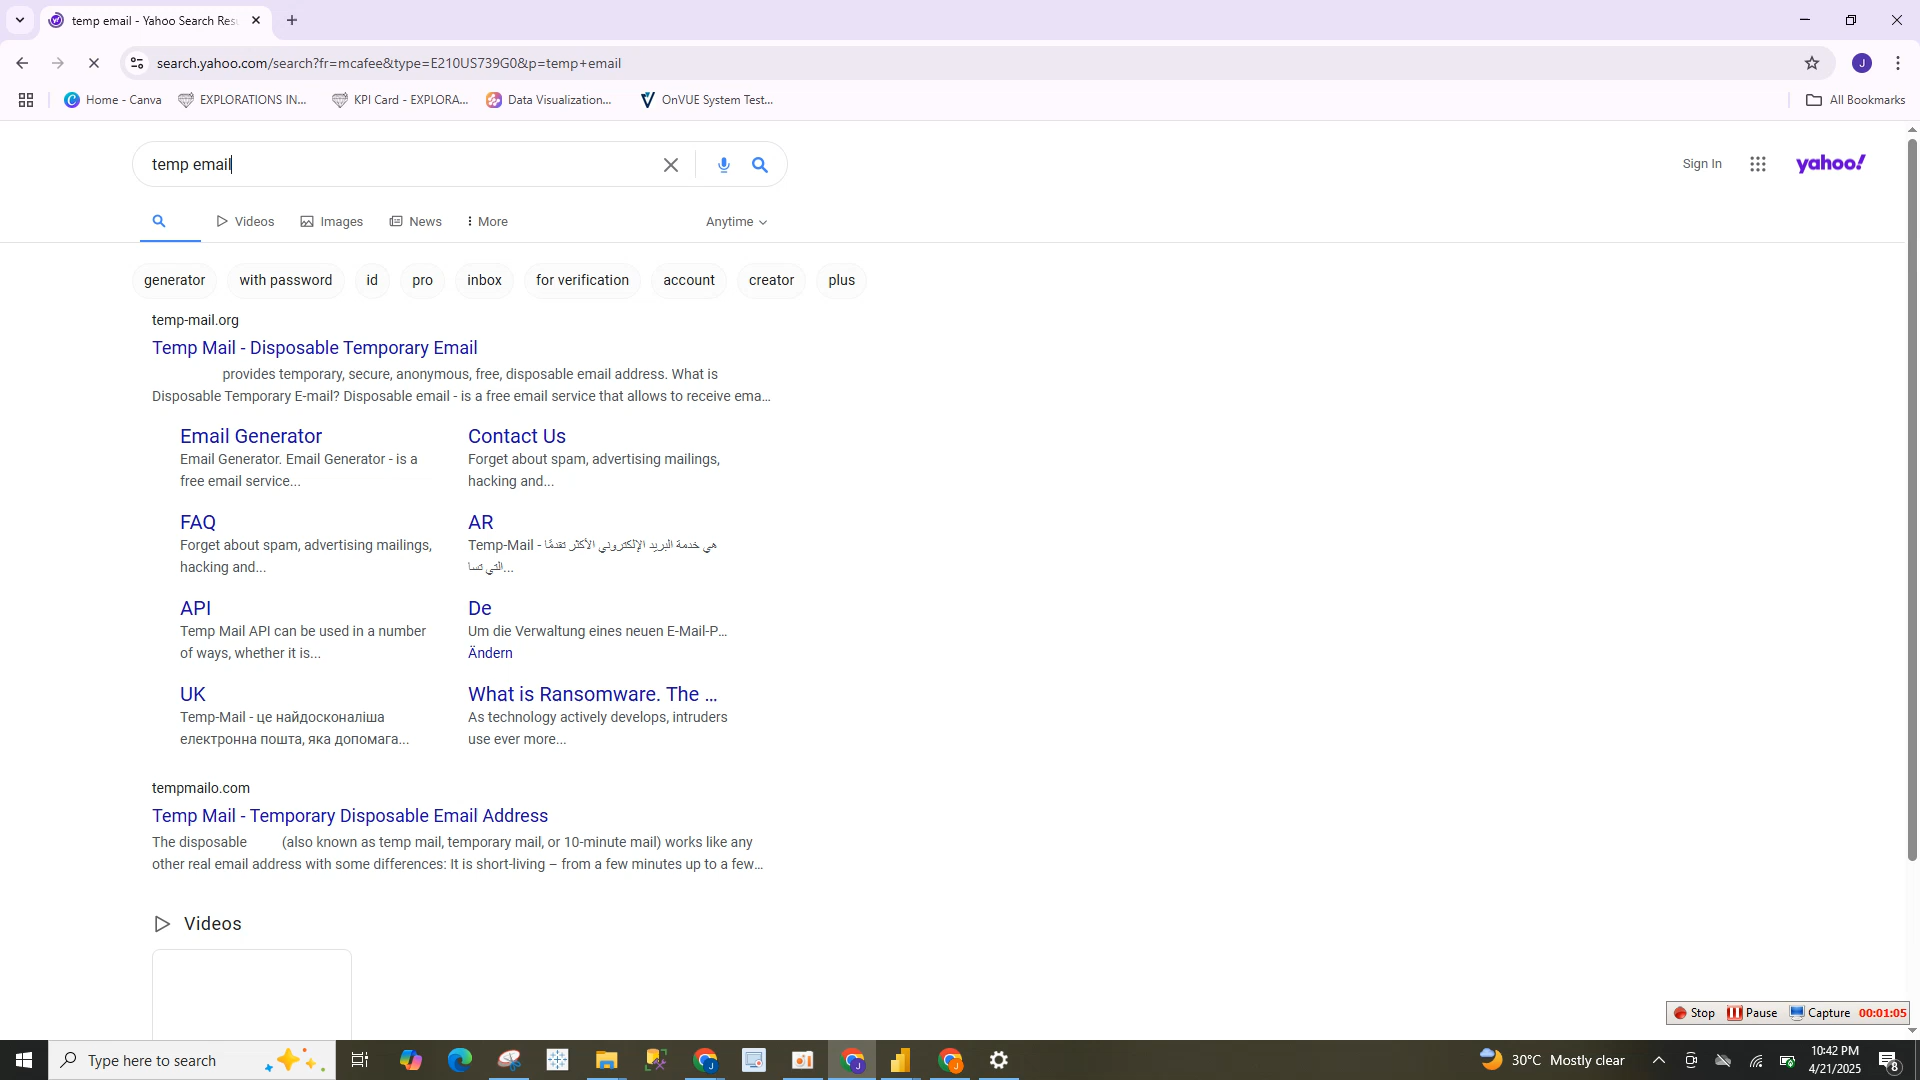 temp email - Yahoo Search Res
search.yahoo.com/search?fr=mcafee&type=E210US739G0&p=temp+email
J
Home - Canva
EXPLORATIONS IN...
KPI Card - EXPLORA...
Data Visualization...
OnVUE System Test...
All Bookmarks
temp email
Sign In
yahoo!
Videos
Images
News
More
Anytime
generator
with password
id
pro
inbox
for verification
account
creator
plus
temp-mail.org
Temp Mail - Disposable Temporary Email
provides temporary, secure, anonymous, free, disposable email address. What is
Disposable Temporary E-mail? Disposable email - is a free email service that allows to receive ema...
Email Generator
Email Generator. Email Generator - is a
free email service...
Contact Us
Forget about spam, advertising mailings,
hacking and...
FAQ
Forget about spam, advertising mailings,
hacking and...
AR
Temp-Mail - هي خدمة البريد الإلكتروني الأكثر تقدمًا
التي تسا...
API
Temp Mail API can be used in a number
of ways, whether it is...
De
Um die Verwaltung eines neuen E-Mail-P...
Ändern
UK
Temp-Mail - це найдосконаліша
електронна пошта, яка допомага...
What is Ransomware. The ...
As technology actively develops, intruders
use ever more...
tempmailo.com
Temp Mail - Temporary Disposable Email Address
The disposable (also known as temp mail, temporary mail, or 10-minute mail) works like any
other real email address with some differences: It is short-living – from a few minutes up to a few...
Videos
Stop
Pause
Capture
00:01:05
Type here to search
30°C Mostly clear
10:42 PM
4/21/2025
8